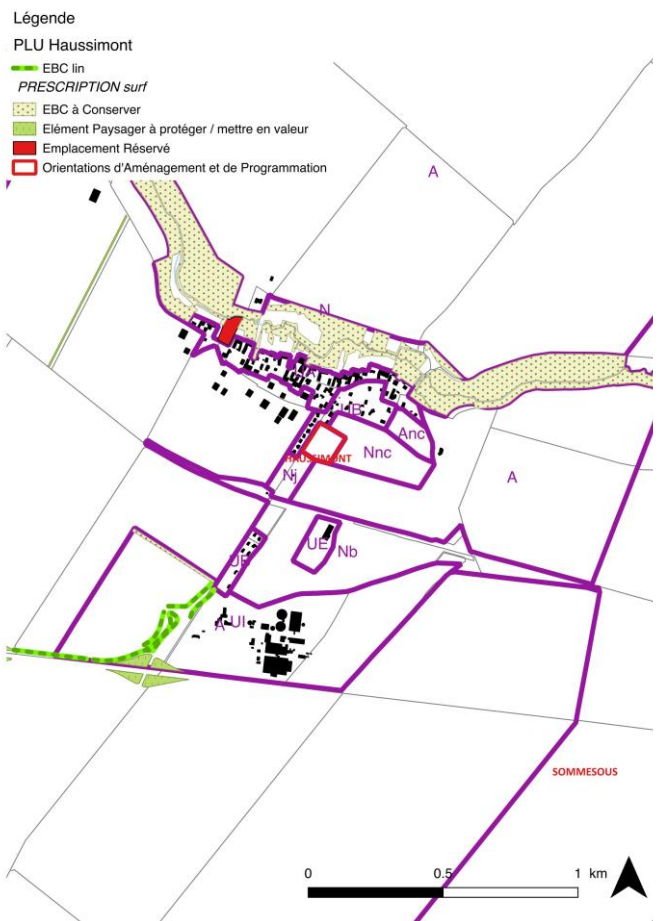 Légende
PLU Haussimont
EBC lin
PRESCRIPTION surf
EBC à Conserver
Elément Paysager à protéger / mettre en valeur
Emplacement Réservé
Orientations d'Aménagement et de Programmation
A
N
UB
Anc
Nnc
HAUSSIMONT
Nj
A
UE
Nb
A
UI
SOMMESOUS
0
0.5
1 km